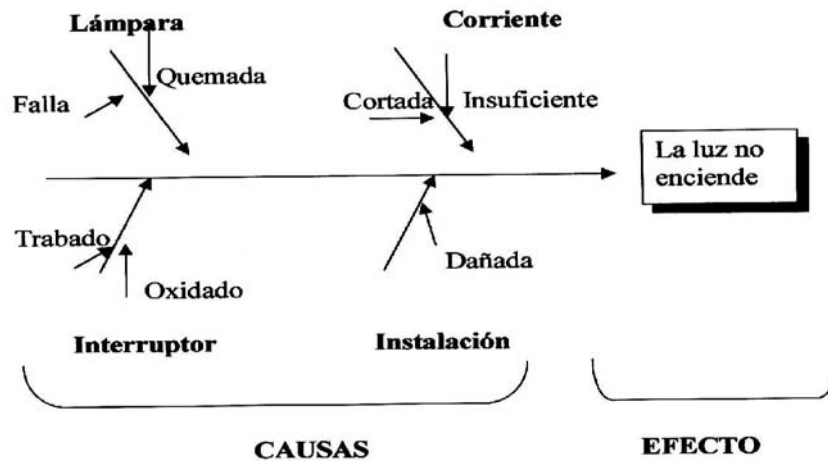 Lámpara
Corriente
Quemada
Falla
Cortada
Insuficiente
La luz no
enciende
Trabado
Oxidado
Dañada
Interruptor
Instalación
CAUSAS
EFECTO